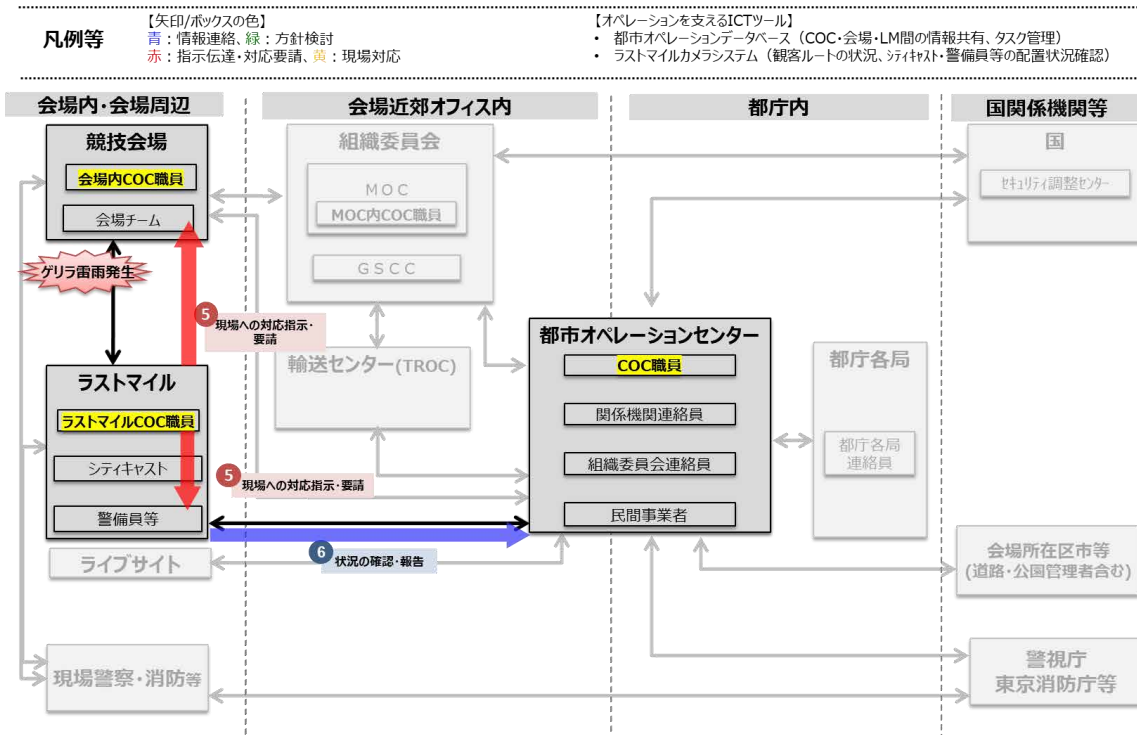 凡例等
【矢印/ボックスの色】
青：情報連絡、緑：方針検討
赤：指示伝達・対応要請、黄：現場対応
【オペレーションを支えるICTツール】
• 都市オペレーションデータベース（COC・会場・LM間の情報共有、タスク管理）
• ラストマイルカメラシステム（観客ルートの状況、シティキャスト・警備員等の配置状況確認）
会場内・会場周辺
会場近郊オフィス内
都庁内
国関係機関等
競技会場
会場内COC職員
会場チーム
ゲリラ雷雨発生
ラストマイル
ラストマイルCOC職員
シティキャスト
警備員等
ライブサイト
現場警察・消防等
組織委員会
MOC
MOC内COC職員
GSCC
5
現場への対応指示・
要請
輸送センター(TROC)
5
現場への対応指示・要請
6
状況の確認・報告
都市オペレーションセンター
COC職員
関係機関連絡員
組織委員会連絡員
民間事業者
都庁各局
都庁各局
連絡員
国
セキュリティ調整センター
会場所在区市等
(道路・公園管理者含む)
警視庁
東京消防庁等